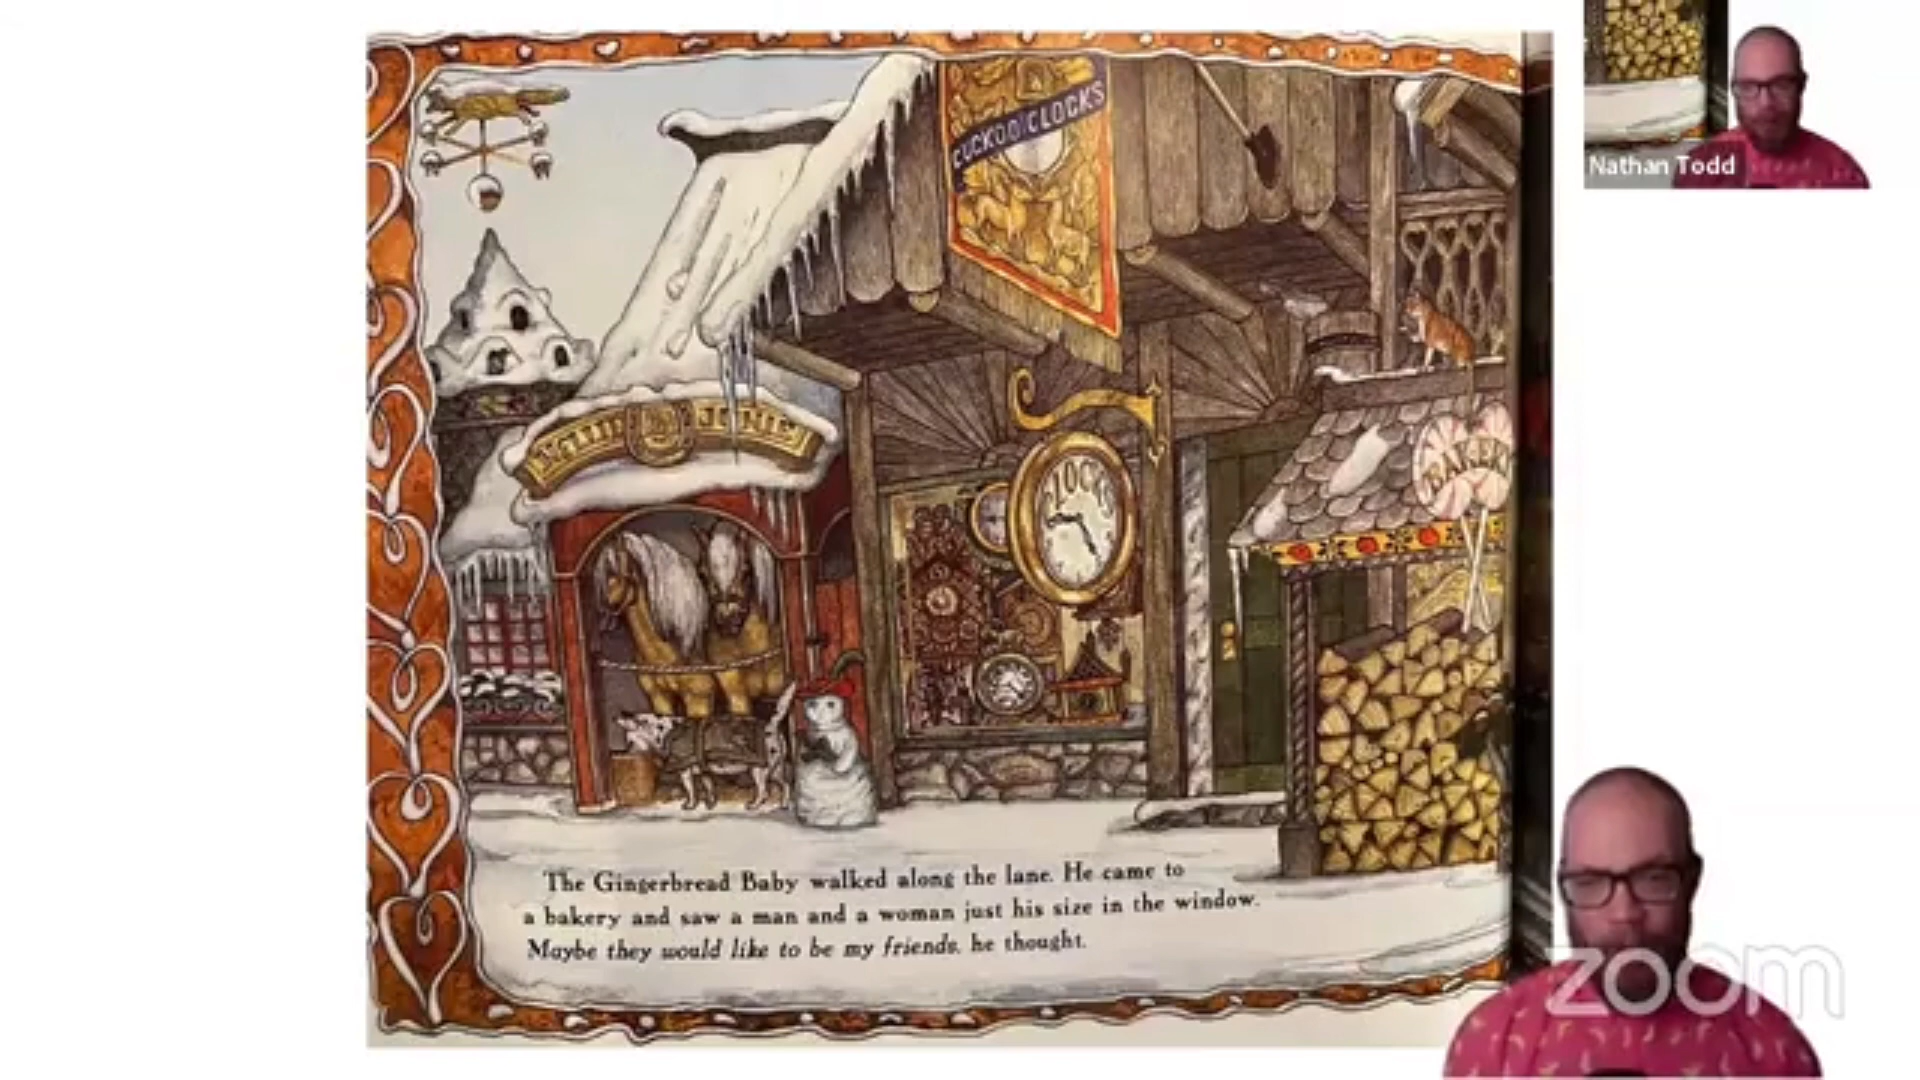 CUCKOO CLOCKS
CLOCKS
BAKERY
The Gingerbread Baby walked along the lane. He came to
a bakery and saw a man and a woman just his size in the window.
Maybe they would like to be my friends, he thought.
Nathan Todd
zoom